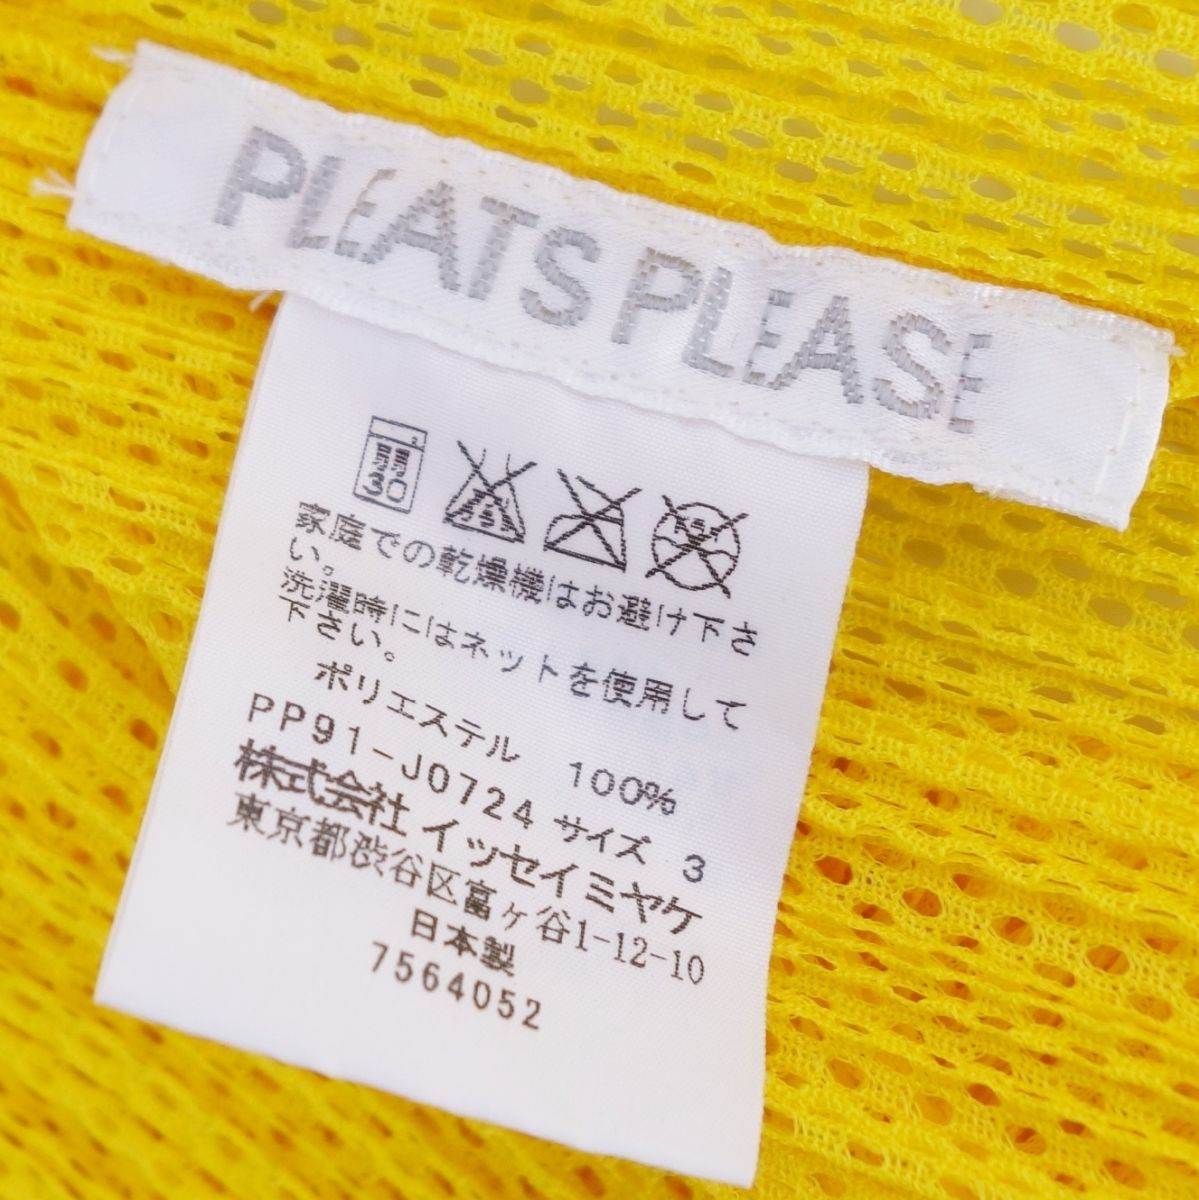 PLEATS PLEASE
30
家庭での乾燥機はお避け下さ
い。
洗濯時にはネットを使用して
下さい。
ポリエステル 100%
PP91-J0724 サイズ 3
株式会社 イッセイミヤケ
東京都渋谷区富ヶ谷1-12-10
日本製
7564052